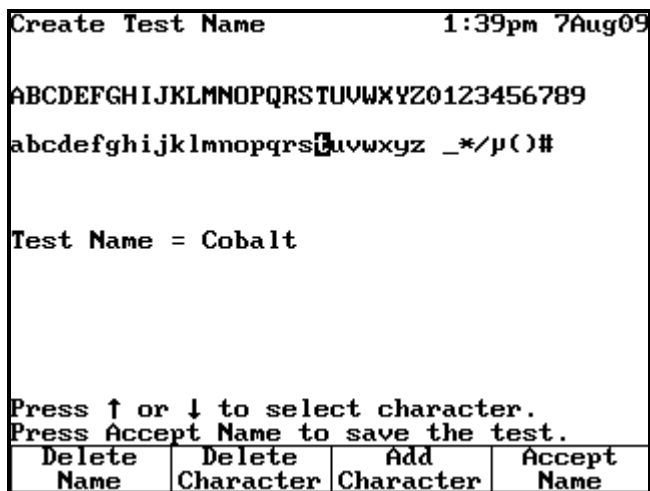 Create Test Name 1:39pm 7Aug09
ABCDEFGHIJKLMNOPQRSTUVWXYZ0123456789
abcdefghijklmnopqrstuvwxyz _*/µ()#
Test Name = Cobalt
Press ↑ or ↓ to select character.
Press Accept Name to save the test.
Delete Delete Add Accept
Name Character Character Name